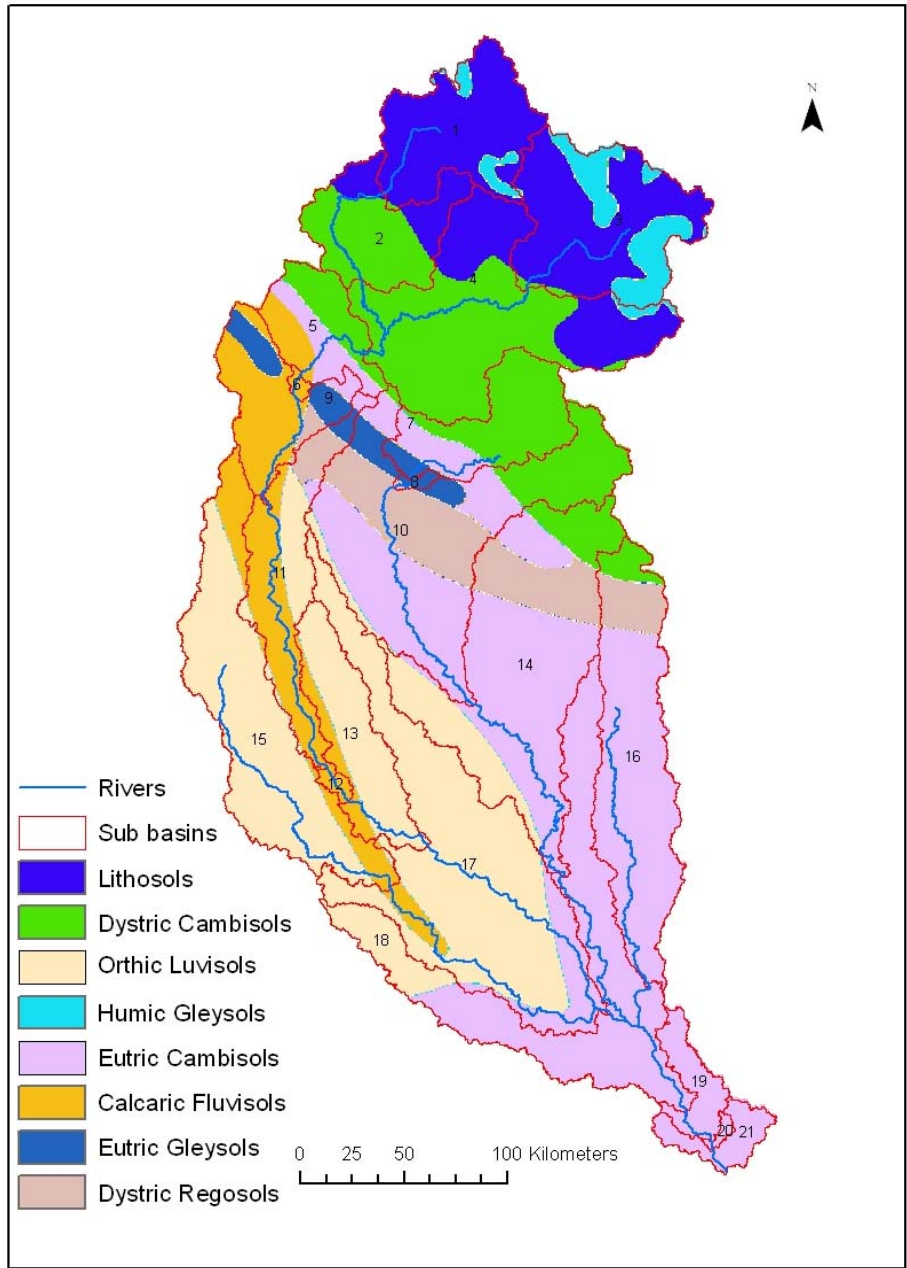 N
1
3
2
4
5
6
9
7
8
10
11
14
13
15
16
12
17
18
19
20
21
Rivers
Sub basins
Lithosols
Dystric Cambisols
Orthic Luvisols
Humic Gleysols
Eutric Cambisols
Calcaric Fluvisols
Eutric Gleysols
Dystric Regosols
0 25 50 100 Kilometers